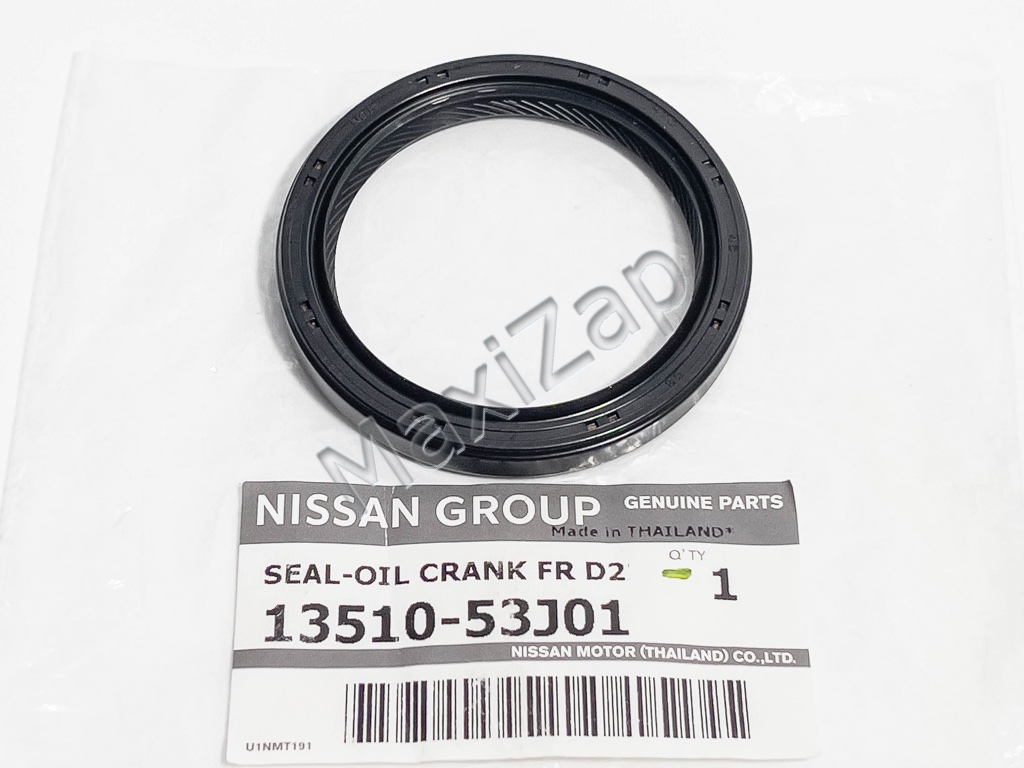 MaxiZap
NISSAN GROUP GENUINE PARTS
Made in THAILAND*
SEAL-OIL CRANK FR D2 Q'TY 1
13510-53J01
NISSAN MOTOR (THAILAND) CO.,LTD.
U1NMT191